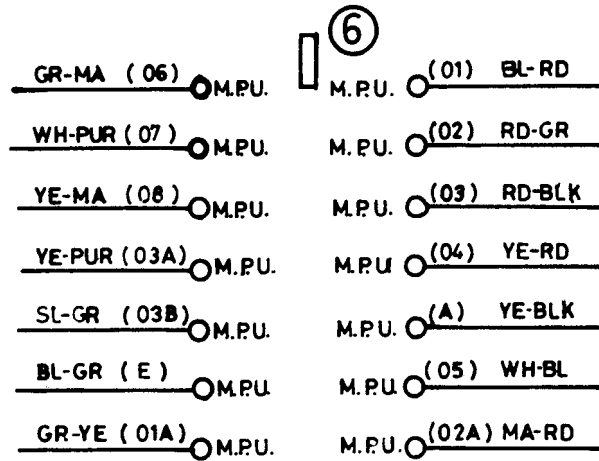 6
GR-MA (06) M.P.U. M.P.U. (01) BL-RD
WH-PUR (07) M.P.U. M.P.U. (02) RD-GR
YE-MA (08) M.P.U. M.P.U. (03) RD-BLK
YE-PUR (03A) M.P.U. M.P.U (04) YE-RD
SL-GR (03B) M.P.U. M.P.U. (A) YE-BLK
BL-GR (E) M.P.U. M.P.U (05) WH-BL
GR-YE (01A) M.P.U. M.P.U. (02A) MA-RD